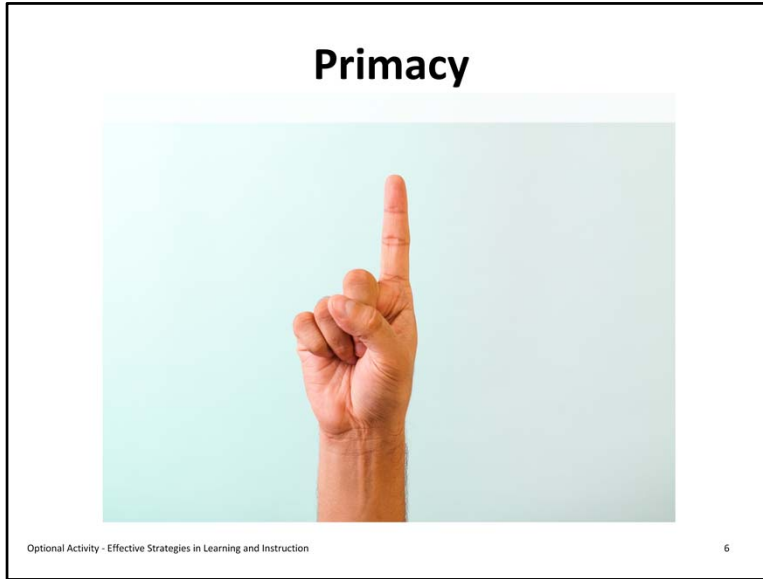 Primacy
Optional Activity - Effective Strategies in Learning and Instruction
6